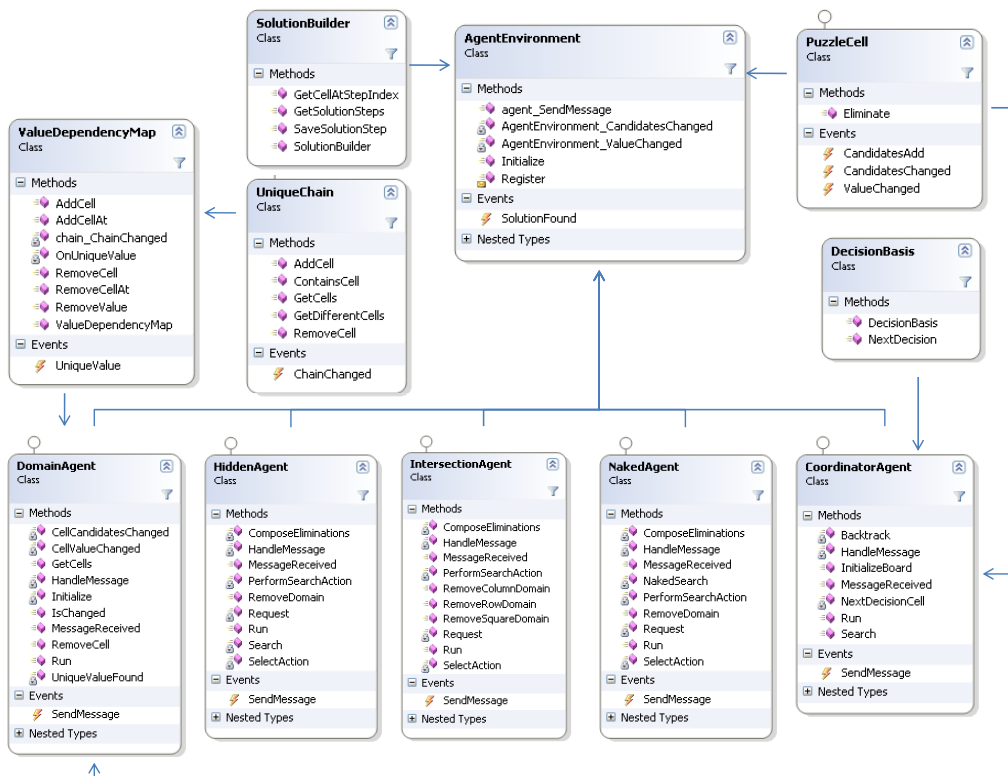 SolutionBuilder
Class
Methods
GetCellAtStepIndex
GetSolutionSteps
SaveSolutionStep
SolutionBuilder
AgentEnvironment
Class
Methods
agent_SendMessage
AgentEnvironment_CandidatesChanged
AgentEnvironment_ValueChanged
Initialize
Register
Events
SolutionFound
Nested Types
PuzzleCell
Class
Methods
Eliminate
Events
CandidatesAdd
CandidatesChanged
ValueChanged
ValueDependencyMap
Class
Methods
AddCell
AddCellAt
chain_ChainChanged
OnUniqueValue
RemoveCell
RemoveCellAt
RemoveValue
ValueDependencyMap
Events
UniqueValue
UniqueChain
Class
Methods
AddCell
ContainsCell
GetCells
GetDifferentCells
RemoveCell
Events
ChainChanged
DecisionBasis
Class
Methods
DecisionBasis
NextDecision
DomainAgent
Class
Methods
CellCandidatesChanged
CellValueChanged
GetCells
HandleMessage
Initialize
IsChanged
MessageReceived
RemoveCell
Run
UniqueValueFound
Events
SendMessage
Nested Types
HiddenAgent
Class
Methods
ComposeEliminations
HandleMessage
MessageReceived
PerformSearchAction
RemoveDomain
Request
Run
Search
SelectAction
Events
SendMessage
Nested Types
IntersectionAgent
Class
Methods
ComposeEliminations
HandleMessage
MessageReceived
PerformSearchAction
RemoveColumnDomain
RemoveRowDomain
RemoveSquareDomain
Request
Run
SelectAction
Events
SendMessage
Nested Types
NakedAgent
Class
Methods
ComposeEliminations
HandleMessage
MessageReceived
NakedSearch
PerformSearchAction
RemoveDomain
Request
Run
SelectAction
Events
SendMessage
Nested Types
CoordinatorAgent
Class
Methods
Backtrack
HandleMessage
InitializeBoard
MessageReceived
NextDecisionCell
Run
Search
Events
SendMessage
Nested Types